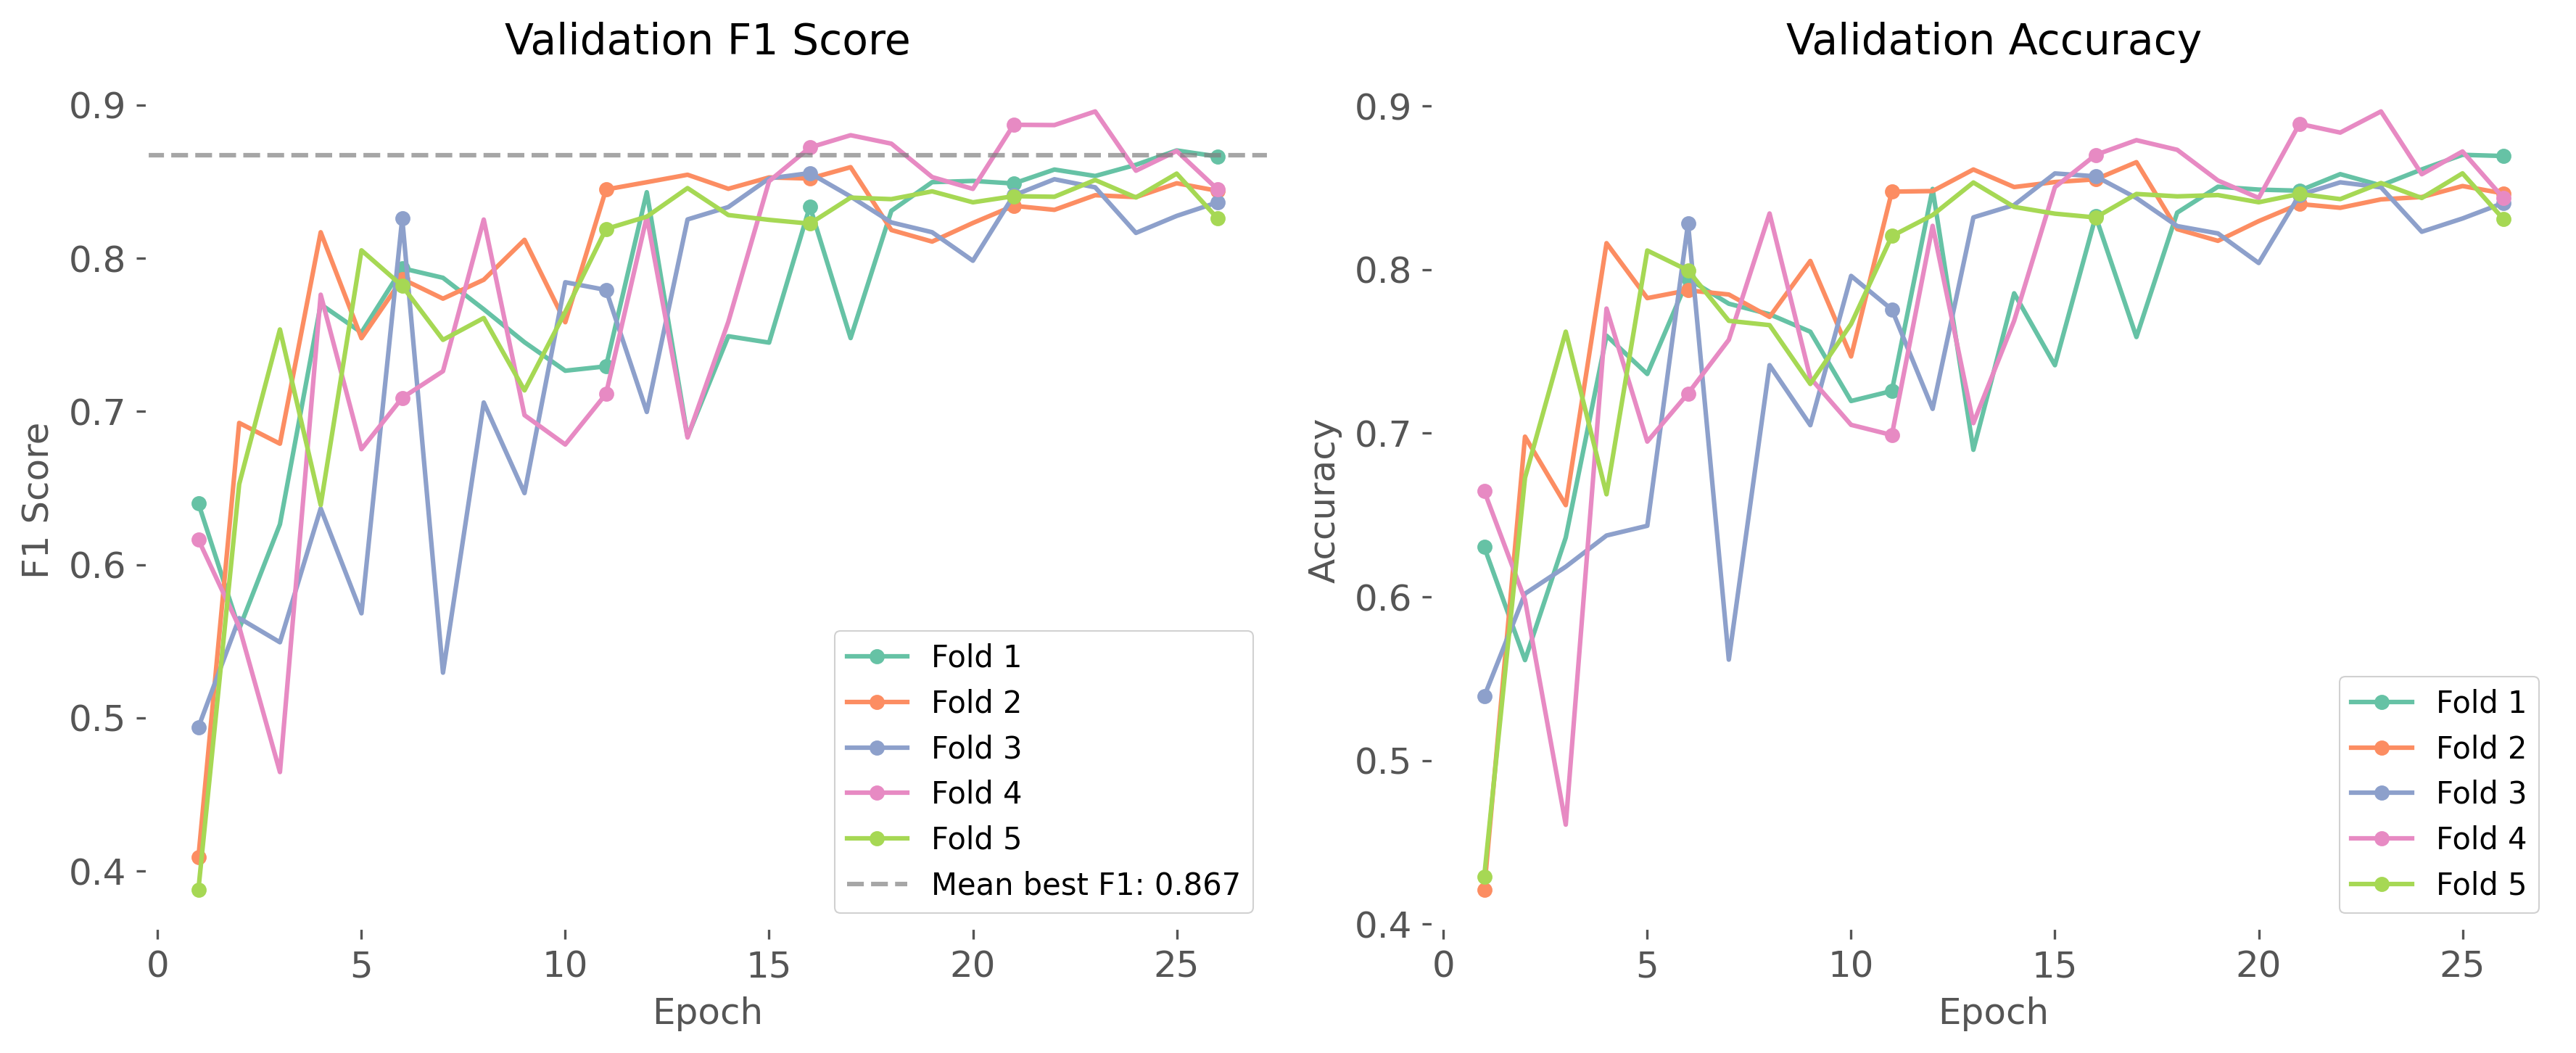 Validation F1 Score
F1 Score
0.9
0.8
0.7
0.6
0.5
0.4
0
5
10
15
20
25
Epoch
Fold 1
Fold 2
Fold 3
Fold 4
Fold 5
Mean best F1: 0.867
Validation Accuracy
Accuracy
0.9
0.8
0.7
0.6
0.5
0.4
0
5
10
15
20
25
Epoch
Fold 1
Fold 2
Fold 3
Fold 4
Fold 5